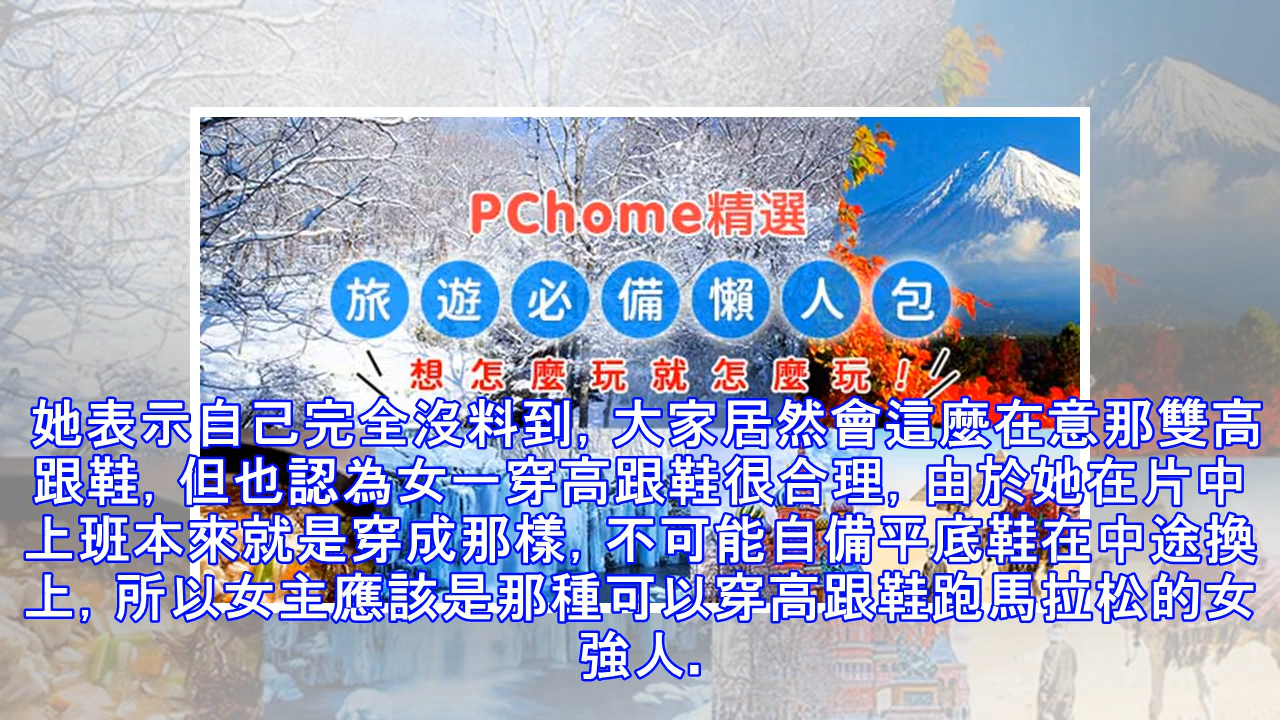 PChome精選
旅遊必備懶人包
想怎麼玩就怎麼玩!
她表示自己完全沒料到, 大家居然會這麼在意那雙高
跟鞋, 但也認為女一穿高跟鞋很合理, 由於她在片中
上班本來就是穿成那樣, 不可能自備平底鞋在中途換
上, 所以女主應該是那種可以穿高跟鞋跑馬拉松的女
強人.